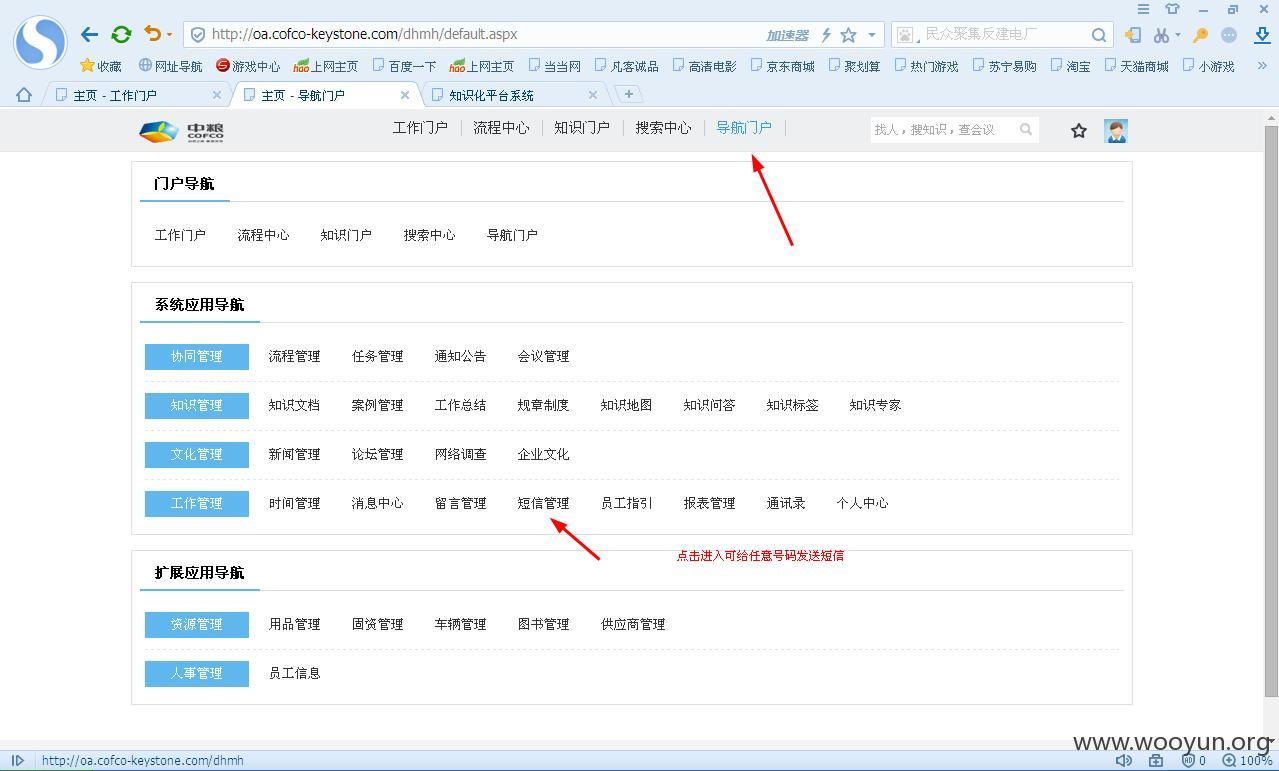 http://oa.cofco-keystone.com/dhmh/default.aspx 加速器 民众聚集反建电厂
收藏 网址导航 游戏中心 hao上网主页 百度一下 hao上网主页 当当网 凡客诚品 高清电影 京东商城 聚划算 热门游戏 苏宁易购 淘宝 天猫商城 小游戏 »
主页 - 工作门户 主页 - 导航门户 知识化平台系统
中粮 COFCO 工作门户 流程中心 知识门户 搜索中心 导航门户 找人，搜知识，查会议
门户导航
工作门户 流程中心 知识门户 搜索中心 导航门户
系统应用导航
协同管理 流程管理 任务管理 通知公告 会议管理
知识管理 知识文档 案例管理 工作总结 规章制度 知识地图 知识问答 知识标签 知识专家
文化管理 新闻管理 论坛管理 网络调查 企业文化
工作管理 时间管理 消息中心 留言管理 短信管理 员工指引 报表管理 通讯录 个人中心
点击进入可给任意号码发送短信
扩展应用导航
资源管理 用品管理 固资管理 车辆管理 图书管理 供应商管理
人事管理 员工信息
www.wooyun.org
http://oa.cofco-keystone.com/dhmh 0 100%